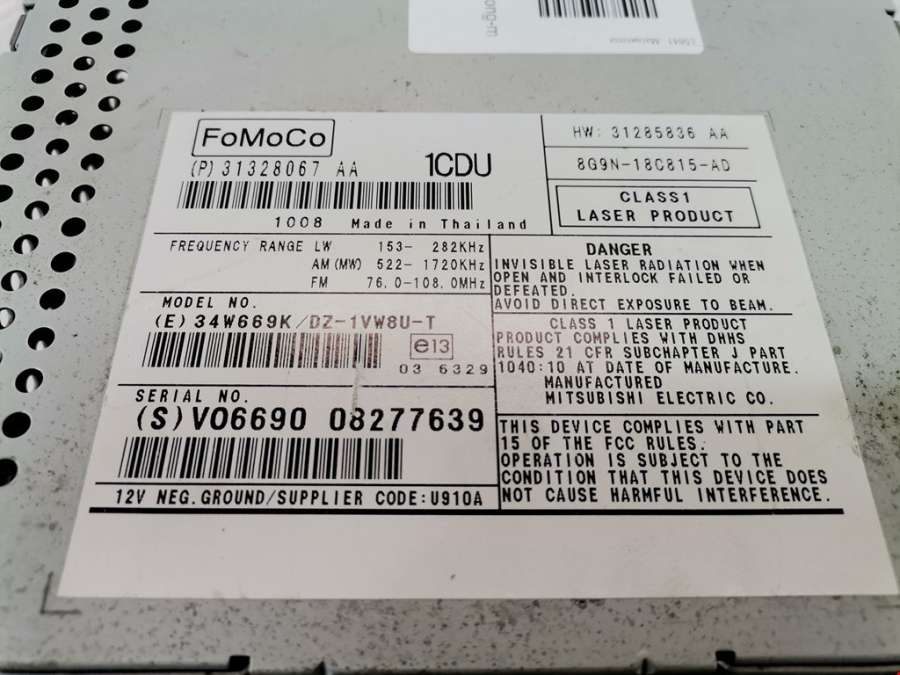 FoMoCo
(P) 31328067 AA
1CDU
1008 Made in Thailand
HW: 31285836 AA
8G9N-18C815-AD
CLASS1
LASER PRODUCT
FREQUENCY RANGE LW 153- 282KHz
AM (MW) 522- 1720KHz
FM 76.0-108.0MHz
MODEL NO.
(E) 34W669K/DZ-1VW8U-T
e13
03 6329
SERIAL NO.
(S) V06690 08277639
12V NEG.GROUND/SUPPLIER CODE:U910A
DANGER
INVISIBLE LASER RADIATION WHEN
OPEN AND INTERLOCK FAILED OR
DEFEATED.
AVOID DIRECT EXPOSURE TO BEAM.
CLASS 1 LASER PRODUCT
PRODUCT COMPLIES WITH DHHS
RULES 21 CFR SUBCHAPTER J PART
1040:10 AT DATE OF MANUFACTURE.
MANUFACTURED
MITSUBISHI ELECTRIC CO.
THIS DEVICE COMPLIES WITH PART
15 OF THE FCC RULES.
OPERATION IS SUBJECT TO THE
CONDITION THAT THIS DEVICE DOES
NOT CAUSE HARMFUL INTERFERENCE.